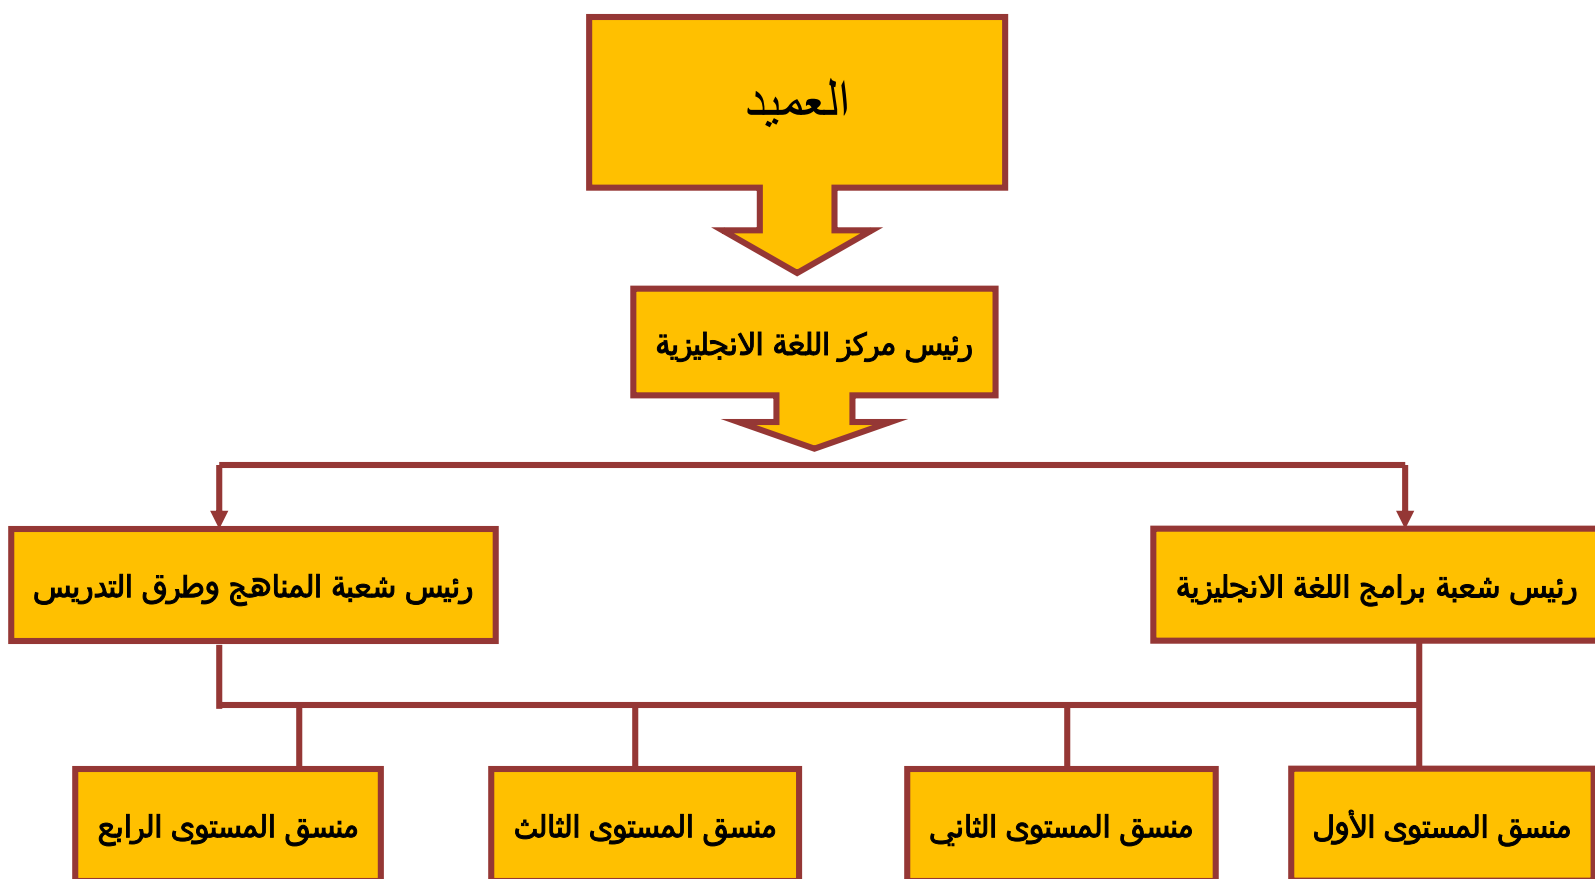 العميد
رئيس مركز اللغة الانجليزية
رئيس شعبة برامج اللغة الانجليزية
رئيس شعبة المناهج وطرق التدريس
منسق المستوى الأول
منسق المستوى الثاني
منسق المستوى الثالث
منسق المستوى الرابع